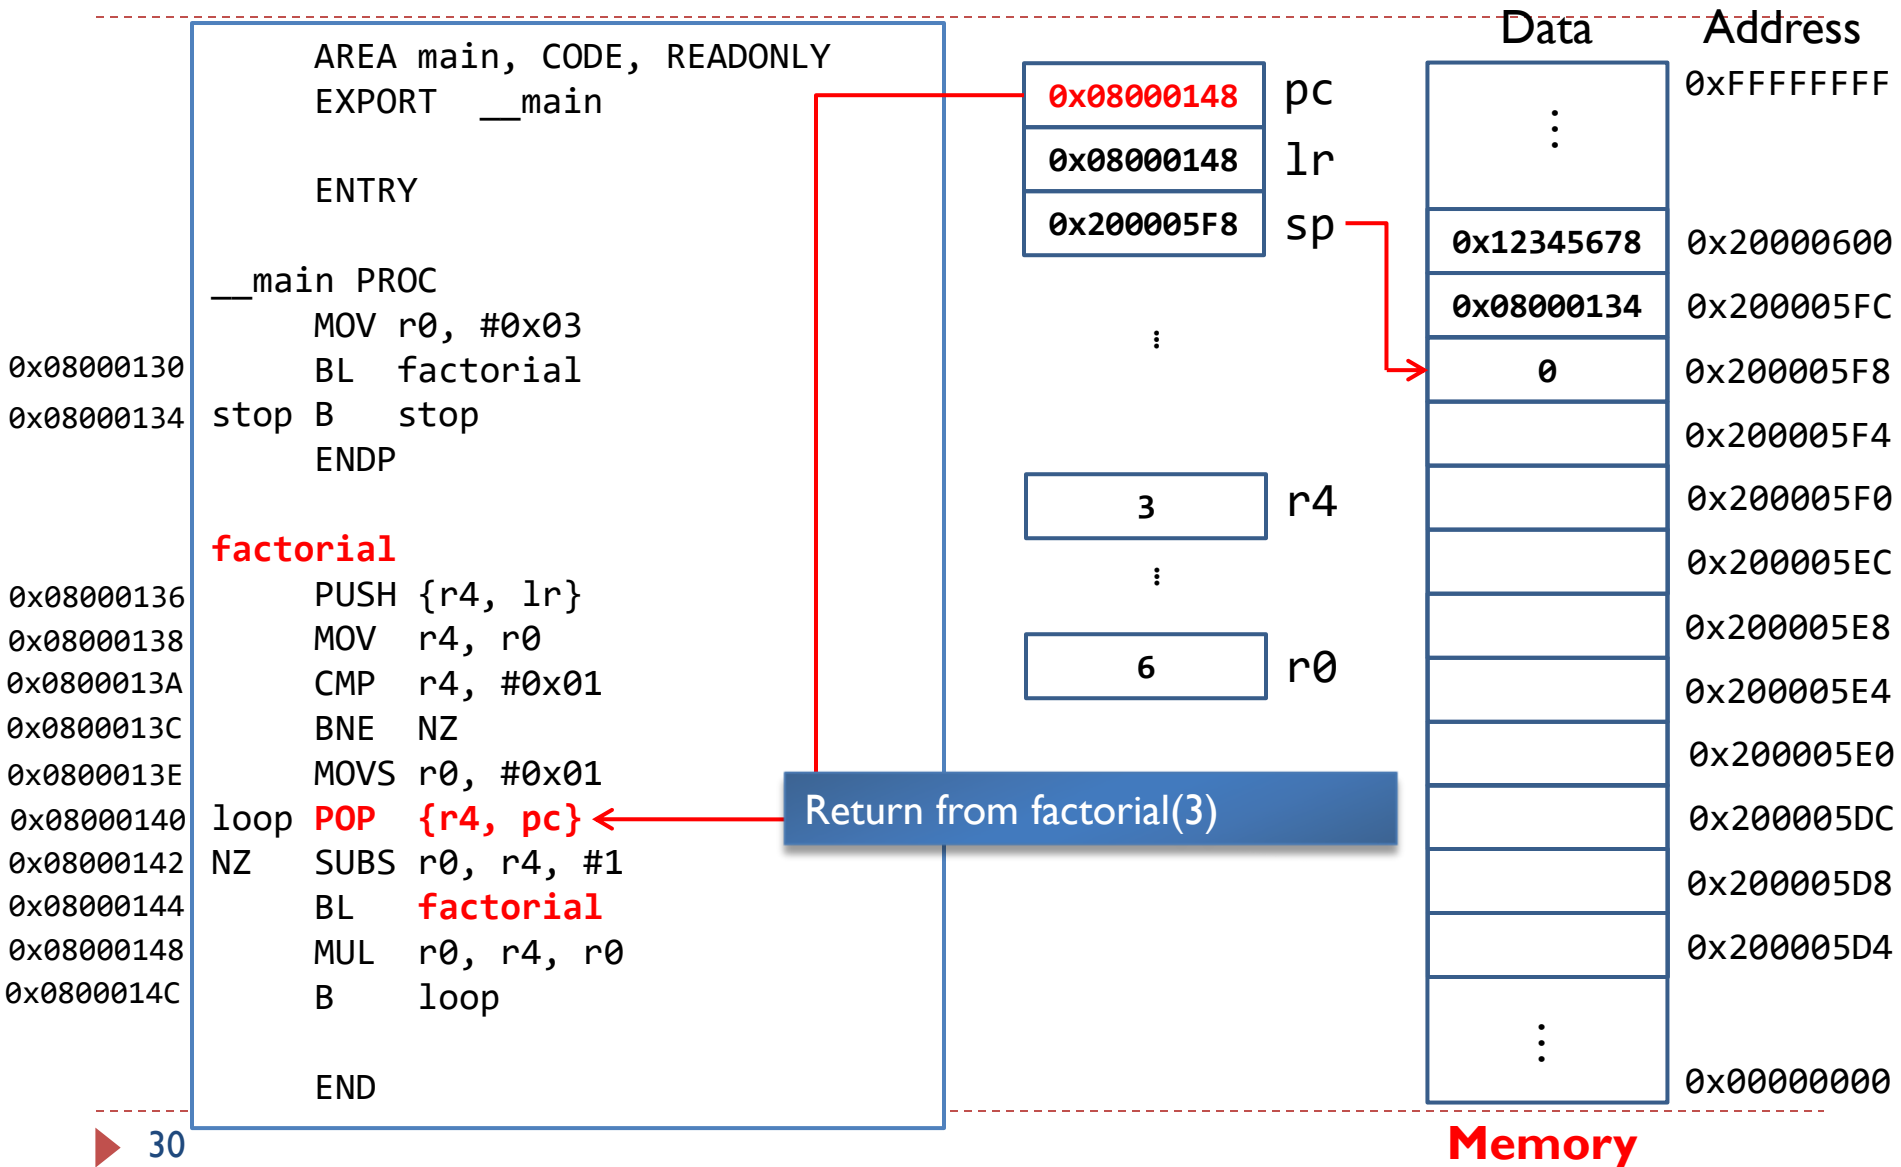 AREA main, CODE, READONLY
EXPORT __main
ENTRY
__main PROC
MOV r0, #0x03
0x08000130 BL factorial
0x08000134 stop B stop
ENDP
factorial
0x08000136 PUSH {r4, lr}
0x08000138 MOV r4, r0
0x0800013A CMP r4, #0x01
0x0800013C BNE NZ
0x0800013E MOVS r0, #0x01
0x08000140 loop POP {r4, pc}
0x08000142 NZ SUBS r0, r4, #1
0x08000144 BL factorial
0x08000148 MUL r0, r4, r0
0x0800014C B loop
END
0x08000148 pc
0x08000148 lr
0x200005F8 sp
⋮
3 r4
⋮
6 r0
Return from factorial(3)
Data Address
0xFFFFFFFF
⋮
0x12345678 0x20000600
0x08000134 0x200005FC
0 0x200005F8
0x200005F4
0x200005F0
0x200005EC
0x200005E8
0x200005E4
0x200005E0
0x200005DC
0x200005D8
0x200005D4
⋮
0x00000000
Memory
30